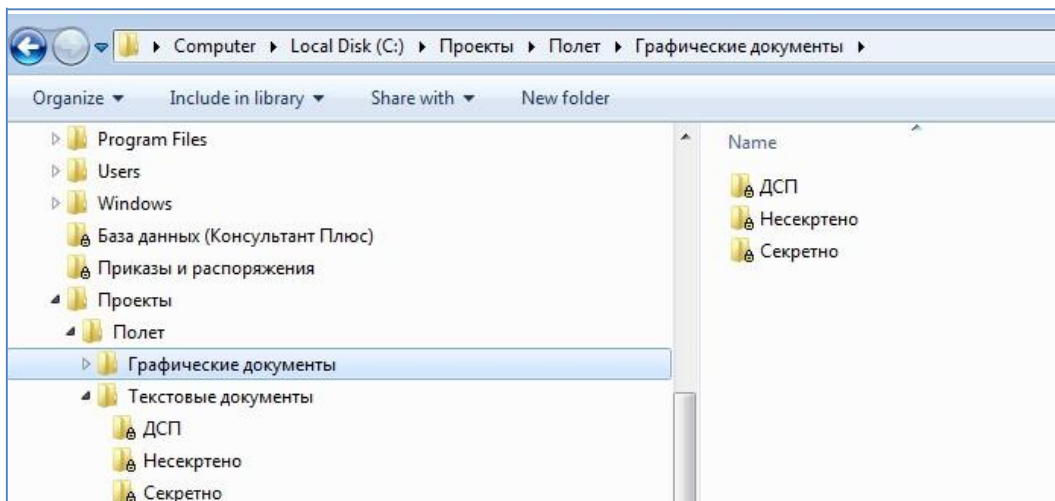 Computer Local Disk (C:) Проекты Полет Графические документы
Organize Include in library Share with New folder
Program Files
Users
Windows
База данных (Консультант Плюс)
Приказы и распоряжения
Проекты
Полет
Графические документы
Текстовые документы
ДСП
Несекртено
Секретно
Name
ДСП
Несекртено
Секретно